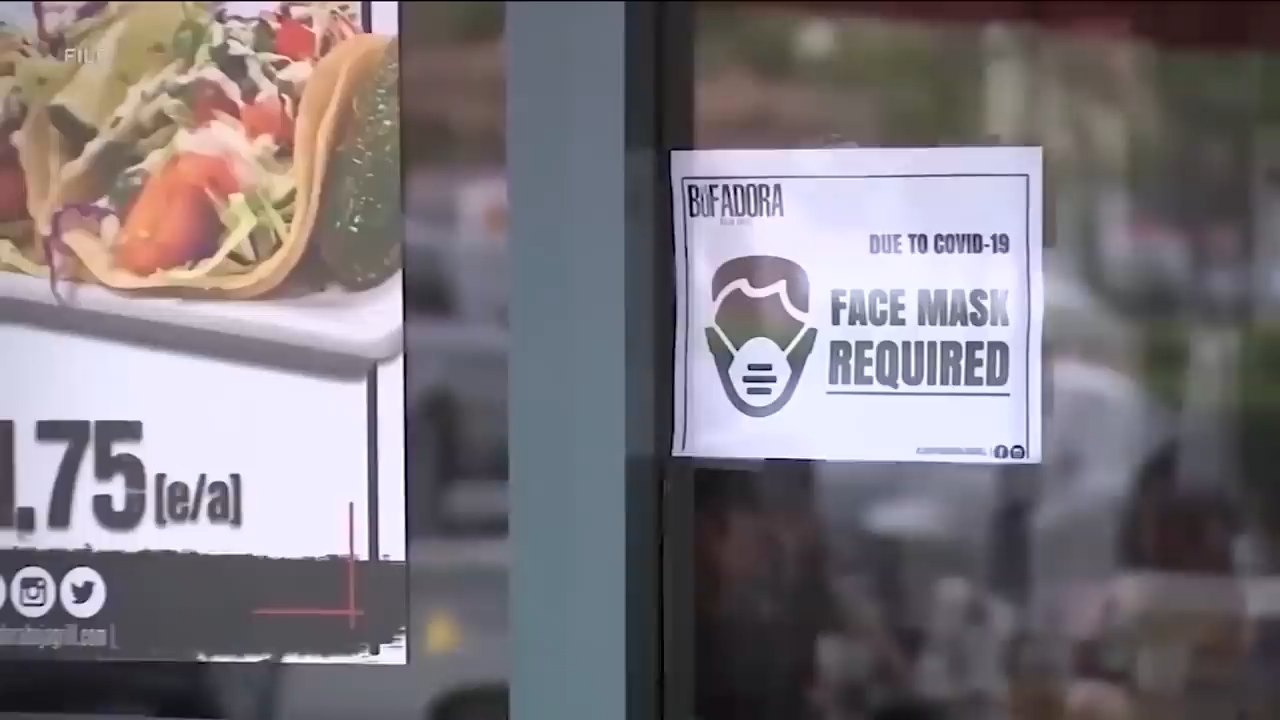 FILE
BUFADORA
DUE TO COVID-19
FACE MASK
REQUIRED
.75 [e/a]